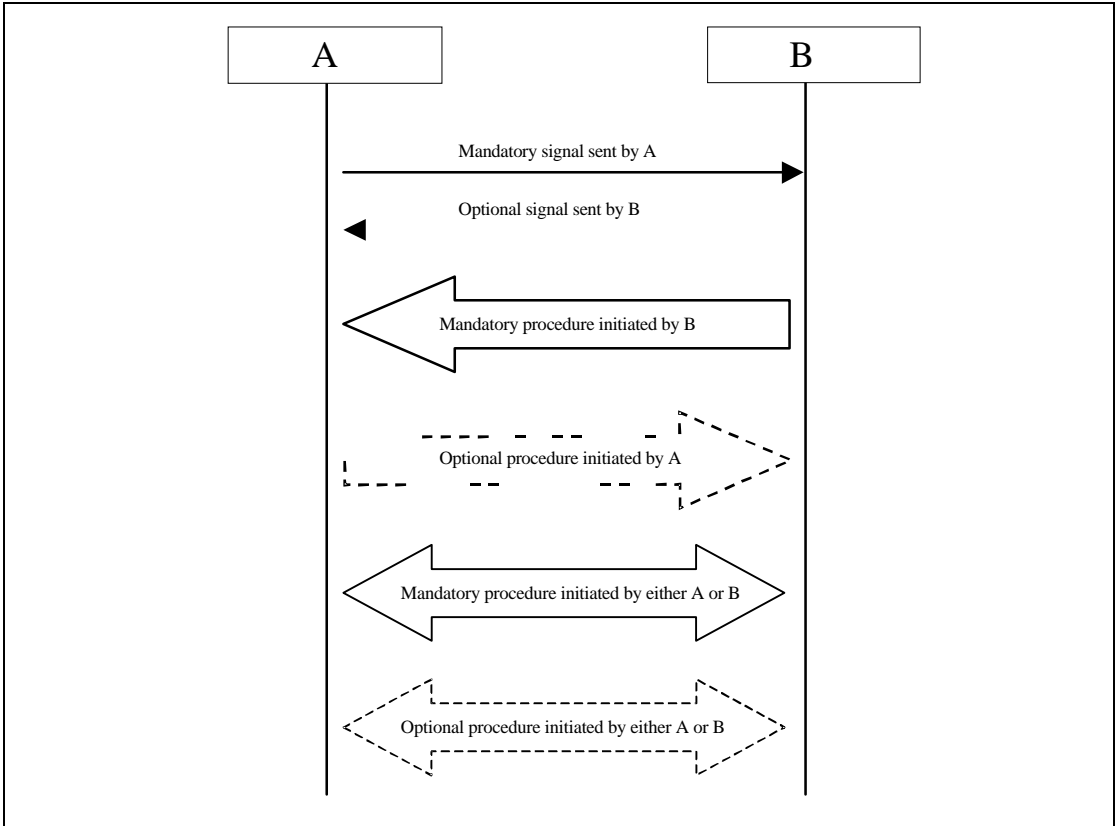 A
B
Mandatory signal sent by A
Optional signal sent by B
Mandatory procedure initiated by B
Optional procedure initiated by A
Mandatory procedure initiated by either A or B
Optional procedure initiated by either A or B